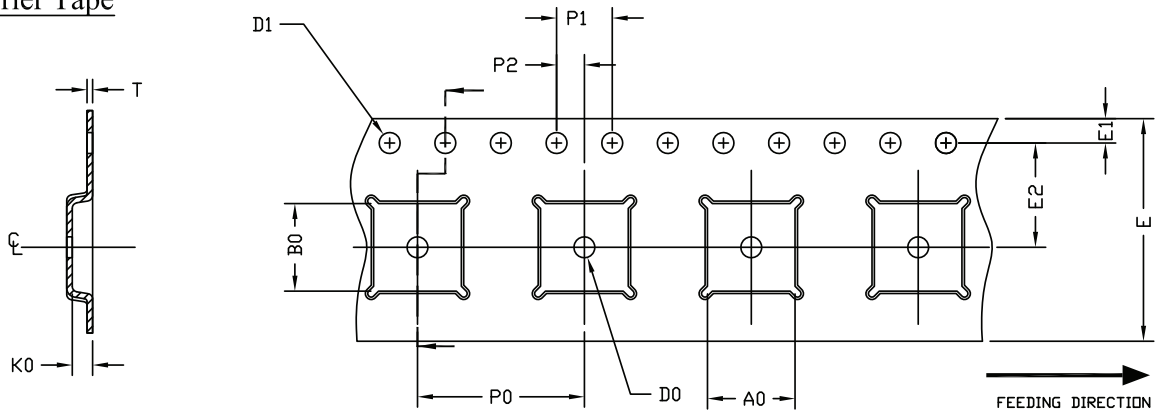 rier Tape
D1
P1
P2
T
E1
E2
E
B0
℄
K0
P0
D0
A0
FEEDING DIRECTION